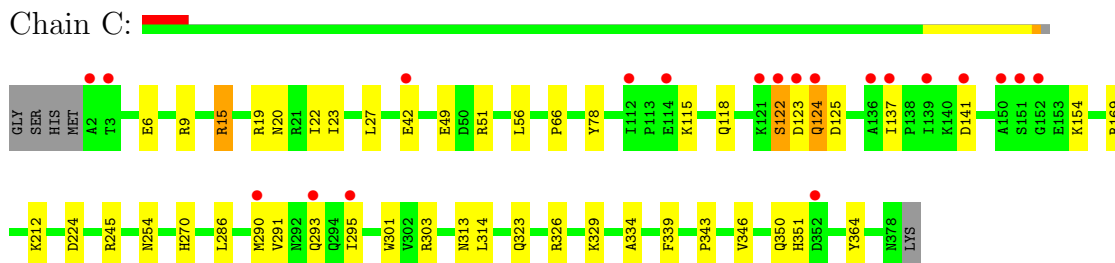 Chain C:
GLY SER HIS MET A2 T3 E6 R9 R15 R19 N20 R21 I22 I23 L27 E42 E49 D50 R51 L56 P66 Y78 I112 P113 E114 K115 Q118 K121 S122 D123 Q124 D125 A136 I137 P138 I139 K140 D141 A150 S151 G152 E153 K154
K212 D224 R245 N254 H270 L286 M290 V291 N292 Q293 Q294 I295 W301 V302 R303 N313 L314 Q323 R326 K329 A334 F339 P343 V346 Q350 H351 D352 Y364 N378 LYS